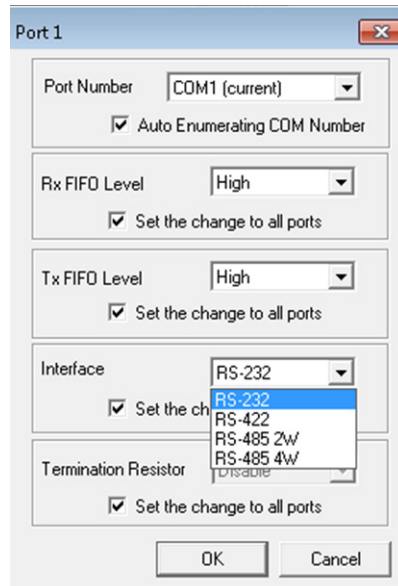 Port 1
Port Number COM1 (current)
Auto Enumerating COM Number
Rx FIFO Level High
Set the change to all ports
Tx FIFO Level High
Set the change to all ports
Interface RS-232
RS-232
Set the ch
RS-422
RS-485 2W
RS-485 4W
Termination Resistor Disable
Set the change to all ports
OK Cancel